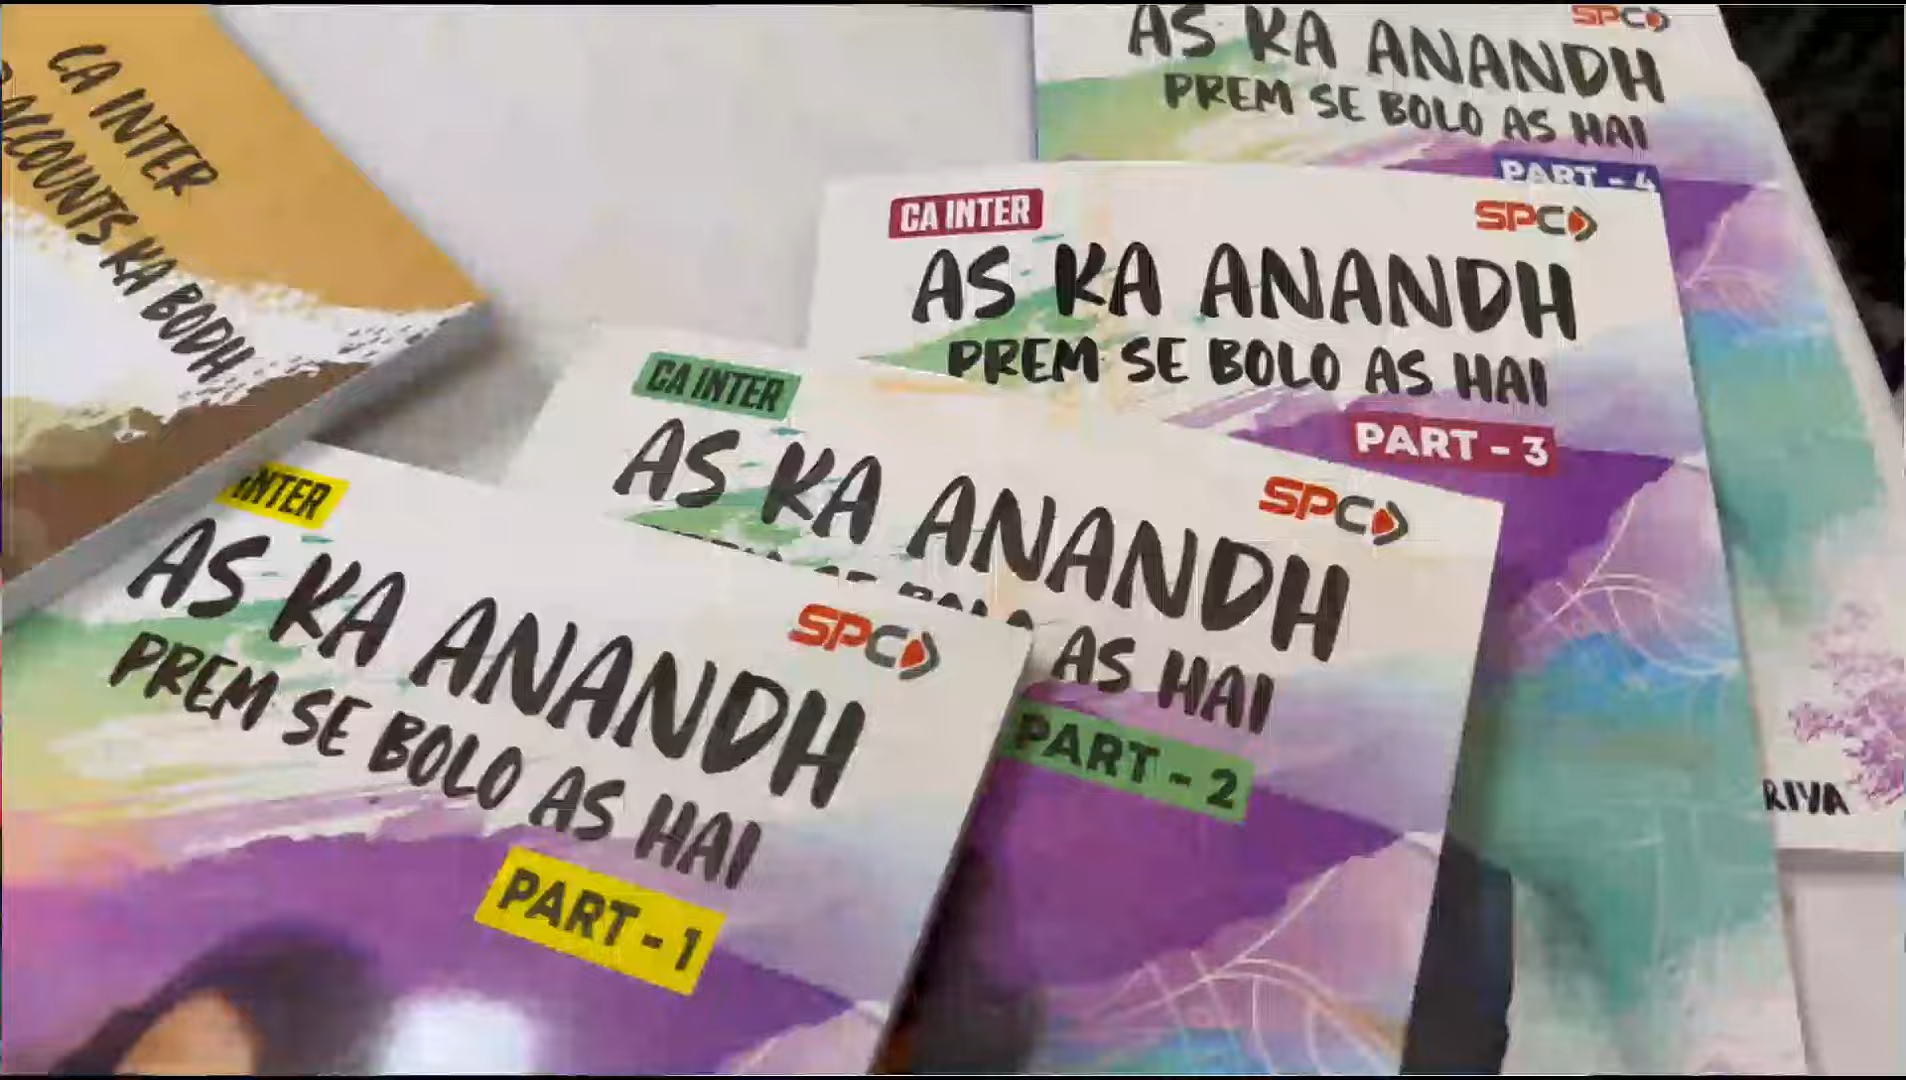 CA INTER
ACCOUNTS KA BODH
SPC
AS KA ANANDH
PREM SE BOLO AS HAI
PART - 4
CA INTER
SPC
AS KA ANANDH
PREM SE BOLO AS HAI
PART - 3
CA INTER
SPC
AS KA ANANDH
AS HAI
PART - 2
INTER
SPC
AS KA ANANDH
PREM SE BOLO AS HAI
PART - 1
RIYA